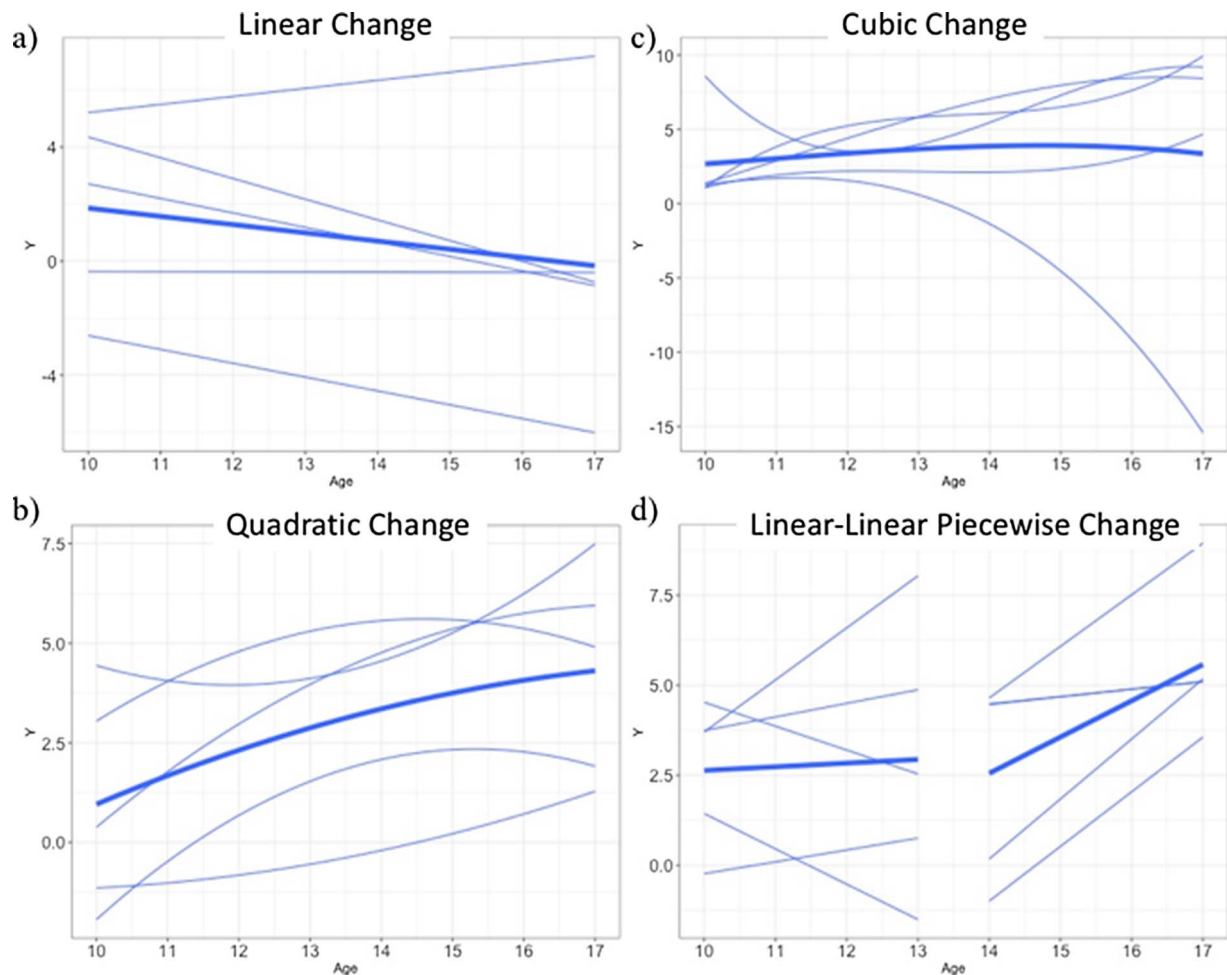 a)
Linear Change
Y
4
0
-4
10 11 12 13 14 15 16 17
Age
c)
Cubic Change
Y
10
5
0
-5
-10
-15
10 11 12 13 14 15 16 17
Age
b)
Quadratic Change
Y
7.5
5.0
2.5
0.0
10 11 12 13 14 15 16 17
Age
d)
Linear-Linear Piecewise Change
Y
7.5
5.0
2.5
0.0
10 11 12 13 14 15 16 17
Age